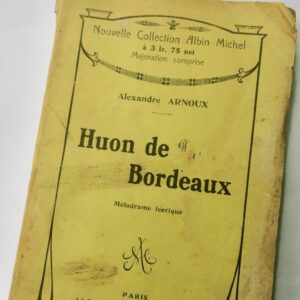 Nouvelle Collection Albin Michel
à 3 fr. 75 net
Majoration comprise
Alexandre ARNOUX
Huon de
Bordeaux
Mélodrame féerique
PARIS